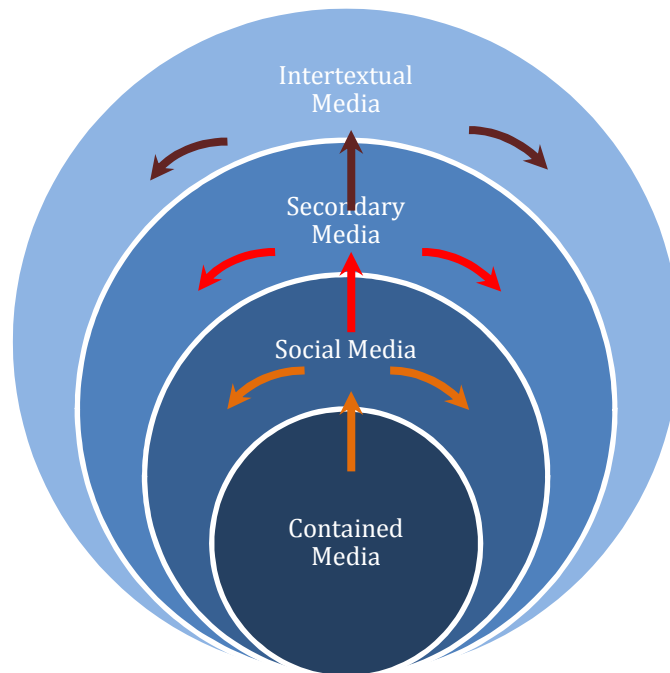 Intertextual
Media
Secondary
Media
Social Media
Contained
Media